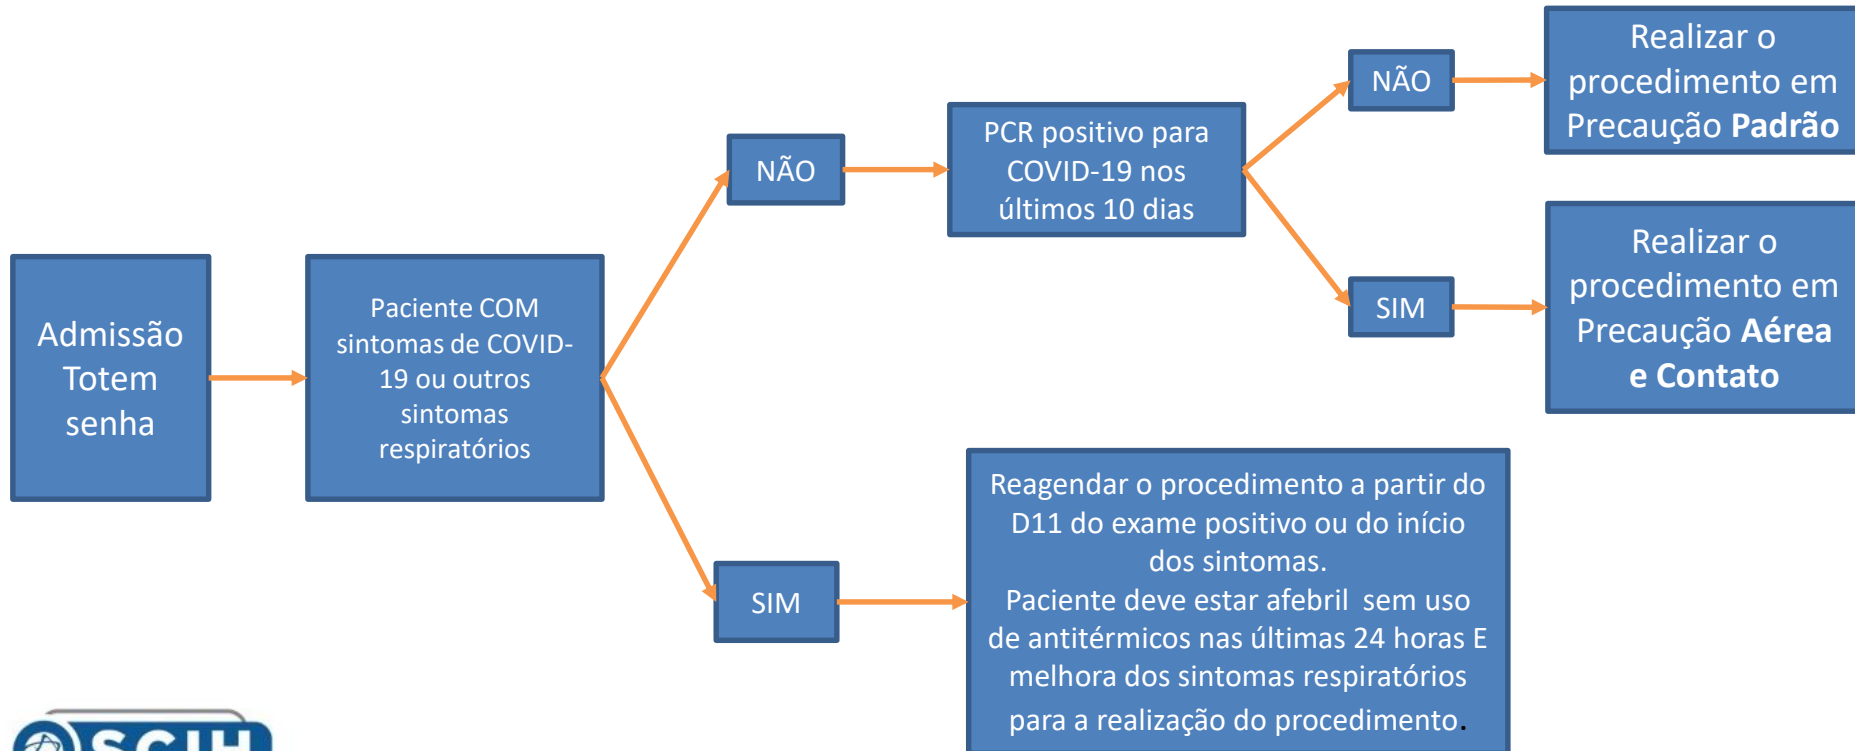 Admissão
Totem
senha
Paciente COM
sintomas de COVID-
19 ou outros
sintomas
respiratórios
NÃO
PCR positivo para
COVID-19 nos
últimos 10 dias
NÃO
Realizar o
procedimento em
Precaução Padrão
SIM
Realizar o
procedimento em
Precaução Aérea
e Contato
SIM
Reagendar o procedimento a partir do
D11 do exame positivo ou do início
dos sintomas.
Paciente deve estar afebril  sem uso
de antitérmicos nas últimas 24 horas E
melhora dos sintomas respiratórios
para a realização do procedimento.
SCIH